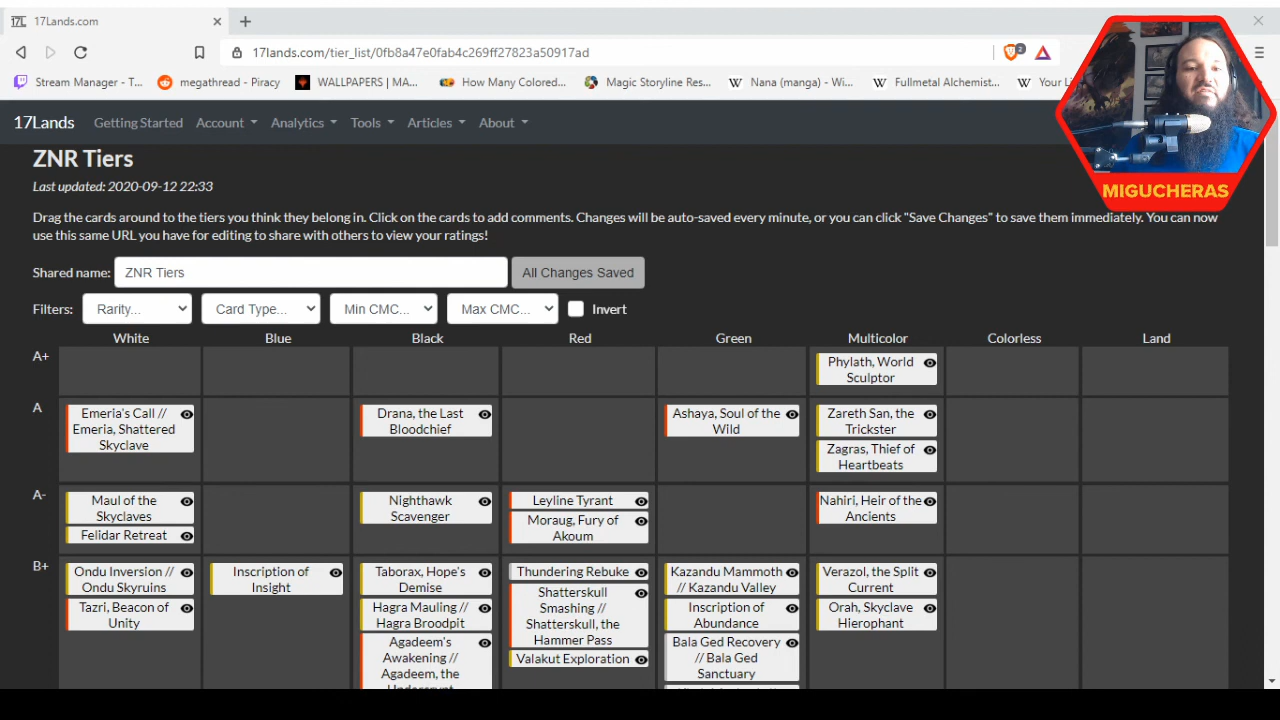 17Lands.com
17lands.com/tier_list/0fb8a47e0fab4c269ff27823a50917ad
2
Stream Manager - T...
megathread - Piracy
WALLPAPERS | MA...
How Many Colored...
Magic Storyline Res...
Nana (manga) - Wi...
Fullmetal Alchemist...
Your Li
17Lands
Getting Started
Account
Analytics
Tools
Articles
About
MIGUCHERAS
ZNR Tiers
Last updated: 2020-09-12 22:33
Drag the cards around to the tiers you think they belong in. Click on the cards to add comments. Changes will be auto-saved every minute, or you can click "Save Changes" to save them immediately. You can now
use this same URL you have for editing to share with others to view your ratings!
Shared name: ZNR Tiers All Changes Saved
Filters: Rarity... Card Type... Min CMC... Max CMC... Invert
White Blue Black Red Green Multicolor Colorless Land
A+
Phylath, World
Sculptor
A
Emeria's Call //
Emeria, Shattered
Skyclave
Drana, the Last
Bloodchief
Ashaya, Soul of the
Wild
Zareth San, the
Trickster
Zagras, Thief of
Heartbeats
A-
Maul of the
Skyclaves
Felidar Retreat
Nighthawk
Scavenger
Leyline Tyrant
Moraug, Fury of
Akoum
Nahiri, Heir of the
Ancients
B+
Ondu Inversion //
Ondu Skyruins
Tazri, Beacon of
Unity
Inscription of
Insight
Taborax, Hope's
Demise
Hagra Mauling //
Hagra Broodpit
Agadeem's
Awakening //
Agadeem, the
Undercrypt
Thundering Rebuke
Shatterskull
Smashing //
Shatterskull, the
Hammer Pass
Valakut Exploration
Kazandu Mammoth
// Kazandu Valley
Inscription of
Abundance
Bala Ged Recovery
// Bala Ged
Sanctuary
Verazol, the Split
Current
Orah, Skyclave
Hierophant